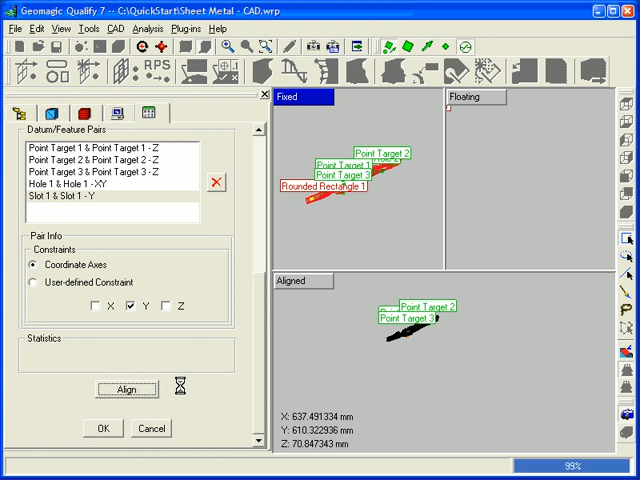 Geomagic Qualify 7 -- C:\QuickStart\Sheet Metal - CAD.wrp
File Edit View Tools CAD Analysis Plug-ins Help
RPS
Datum/Feature Pairs
Point Target 1 & Point Target 1 - Z
Point Target 2 & Point Target 2 - Z
Point Target 3 & Point Target 3 - Z
Hole 1 & Hole 1 - XY
Slot 1 & Slot 1 - Y
Pair Info
Constraints
Coordinate Axes
User-defined Constraint
X Y Z
Statistics
Align
OK Cancel
Fixed
Point Target 2
Point Target 1
Point Target 3
Rounded Rectangle 1
Floating
Aligned
Point Target 2
Point Target 3
X: 637.491334 mm
Y: 610.322936 mm
Z: 70.847343 mm
99%